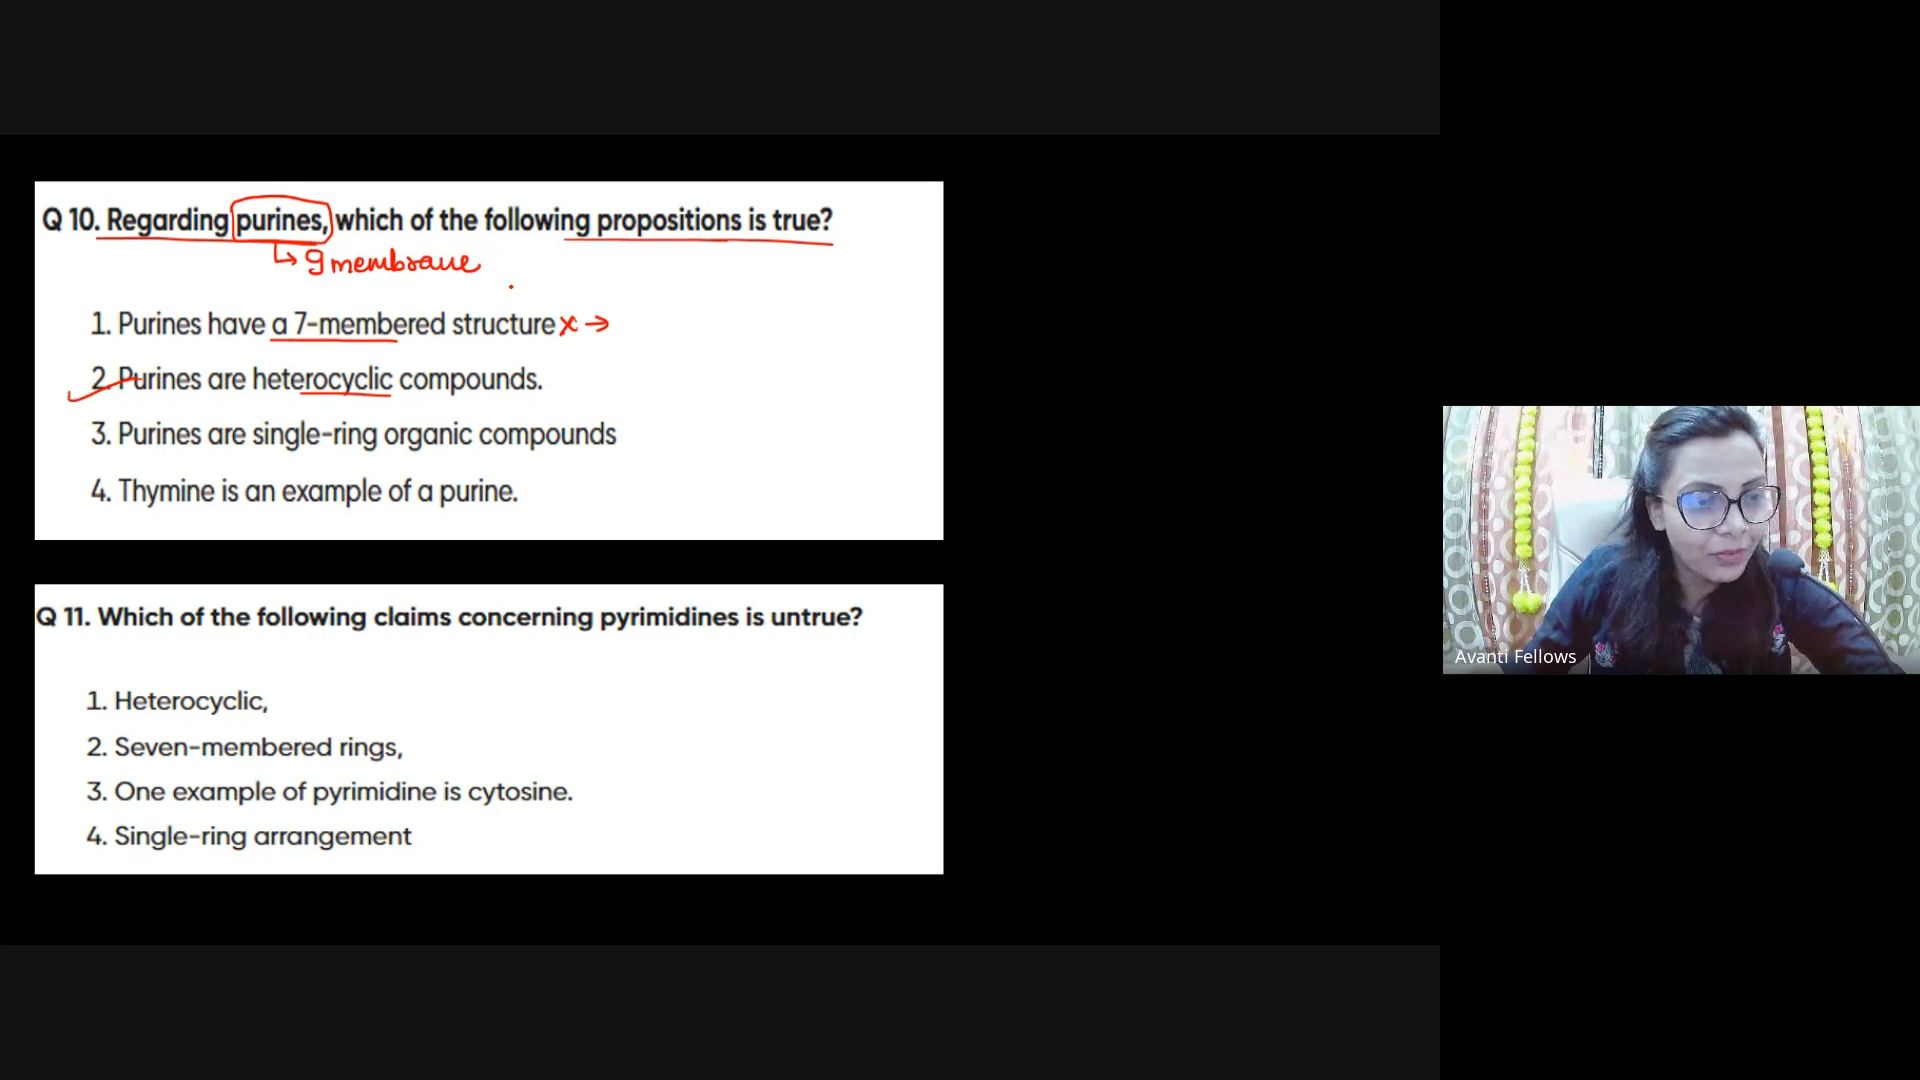 Q 10. Regarding purines, which of the following propositions is true?
9 membrane
1. Purines have a 7-membered structure x →
2. Purines are heterocyclic compounds.
3. Purines are single-ring organic compounds
4. Thymine is an example of a purine.
Q 11. Which of the following claims concerning pyrimidines is untrue?
1. Heterocyclic,
2. Seven-membered rings,
3. One example of pyrimidine is cytosine.
4. Single-ring arrangement
Avanti Fellows